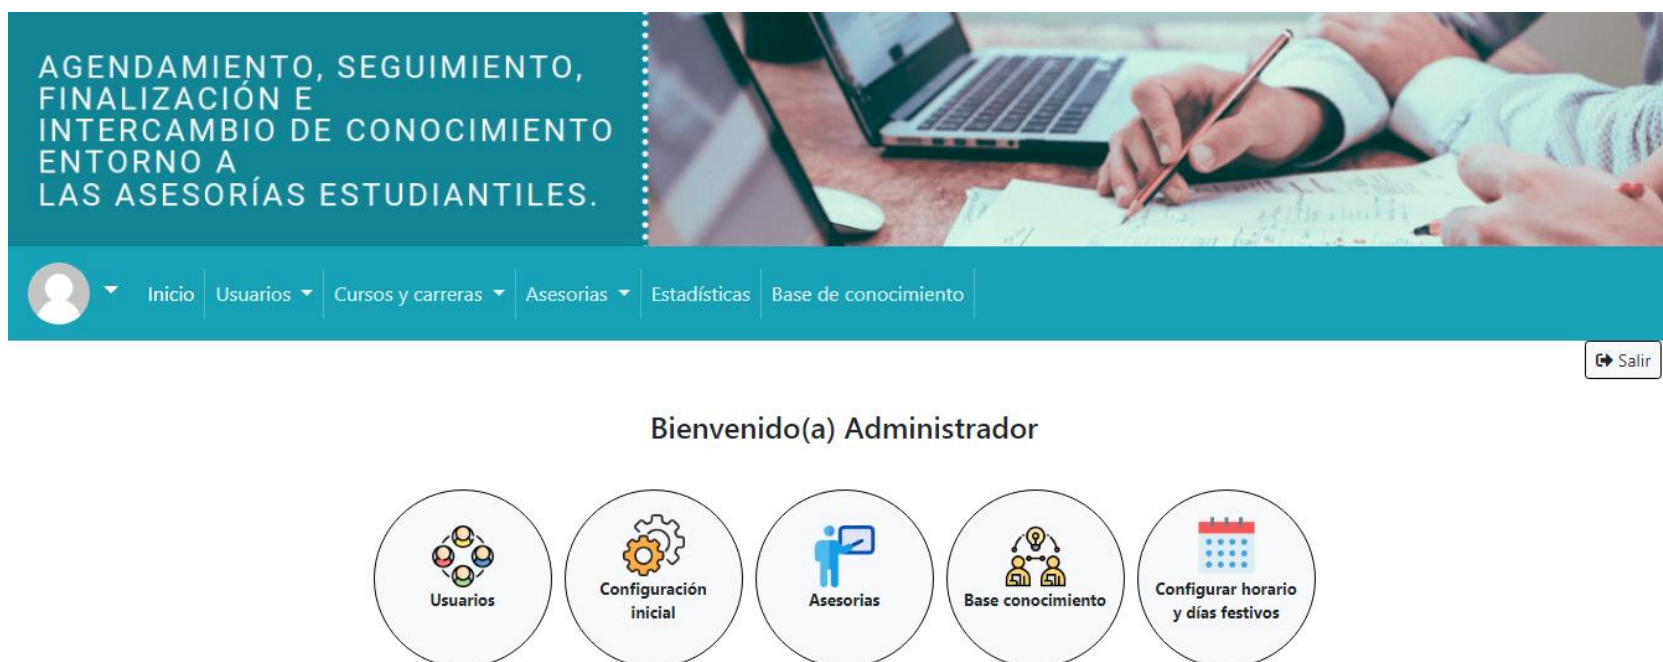 AGENDAMIENTO, SEGUIMIENTO,
FINALIZACIÓN E
INTERCAMBIO DE CONOCIMIENTO
ENTORNO A
LAS ASESORÍAS ESTUDIANTILES.
Inicio Usuarios Cursos y carreras Asesorias Estadísticas Base de conocimiento
Salir
Bienvenido(a) Administrador
Usuarios
Configuración
inicial
Asesorias
Base conocimiento
Configurar horario
y días festivos